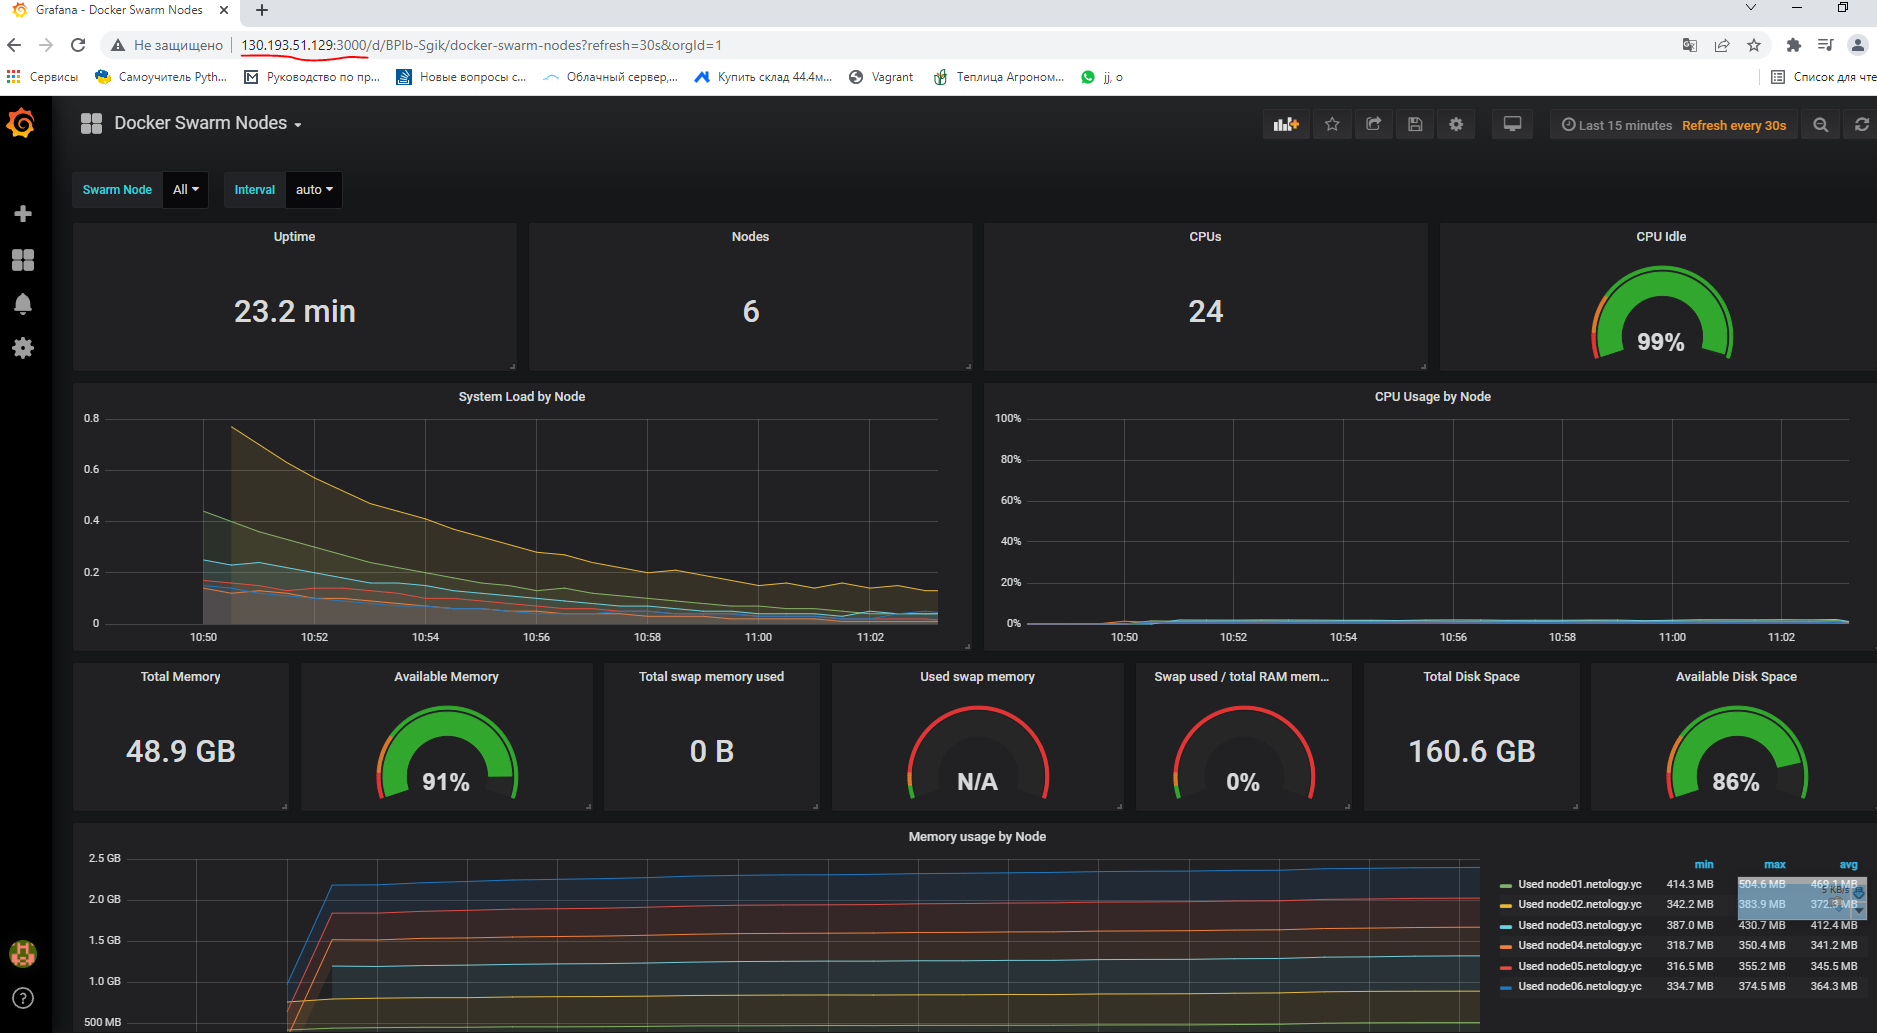 Grafana - Docker Swarm Nodes
Не защищено 130.193.51.129:3000/d/BPlb-Sgik/docker-swarm-nodes?refresh=30s&orgId=1
Сервисы Самоучитель Pyth... Руководство по пр... Новые вопросы с... Облачный сервер,... Купить склад 44.4м... Vagrant Теплица Агроном... jj, o Список для чте
Docker Swarm Nodes Last 15 minutes Refresh every 30s
Swarm Node All Interval auto
Uptime Nodes CPUs CPU Idle
23.2 min 6 24 99%
System Load by Node
0.8
0.6
0.4
0.2
0
10:50 10:52 10:54 10:56 10:58 11:00 11:02
CPU Usage by Node
100%
80%
60%
40%
20%
0%
10:50 10:52 10:54 10:56 10:58 11:00 11:02
Total Memory Available Memory Total swap memory used Used swap memory Swap used / total RAM mem... Total Disk Space Available Disk Space
48.9 GB 91% 0 B N/A 0% 160.6 GB 86%
Memory usage by Node
2.5 GB
2.0 GB
1.5 GB
1.0 GB
500 MB
min max avg
Used node01.netology.yc 414.3 MB 504.6 MB 469.1 MB
5 KB/s
Used node02.netology.yc 342.2 MB 383.9 MB 372.3 MB
Used node03.netology.yc 387.0 MB 430.7 MB 412.4 MB
Used node04.netology.yc 318.7 MB 350.4 MB 341.2 MB
Used node05.netology.yc 316.5 MB 355.2 MB 345.5 MB
Used node06.netology.yc 334.7 MB 374.5 MB 364.3 MB